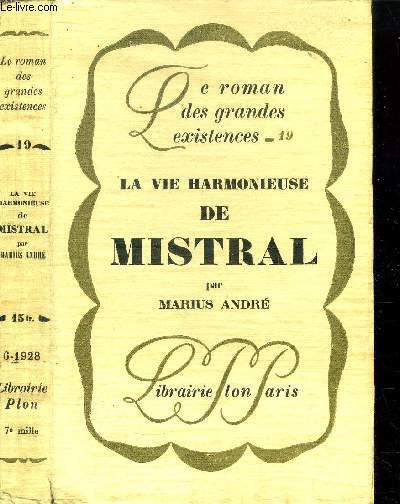 www.le-livre.com
Le roman
des
grandes
existences
19
LA VIE
HARMONIEUSE
de
MISTRAL
par
MARIUS ANDRÉ
15 fr.
6-1928
Librairie
Plon
7e mille
Le roman
des grandes
existences - 19
LA VIE HARMONIEUSE
DE
MISTRAL
par
MARIUS ANDRÉ
Librairie Plon Paris